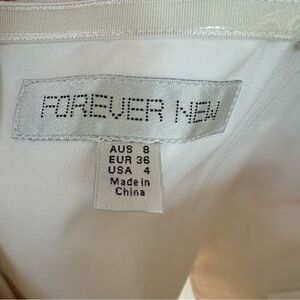 FOREVER NEW
AUS 8
EUR 36
USA 4
Made in
China